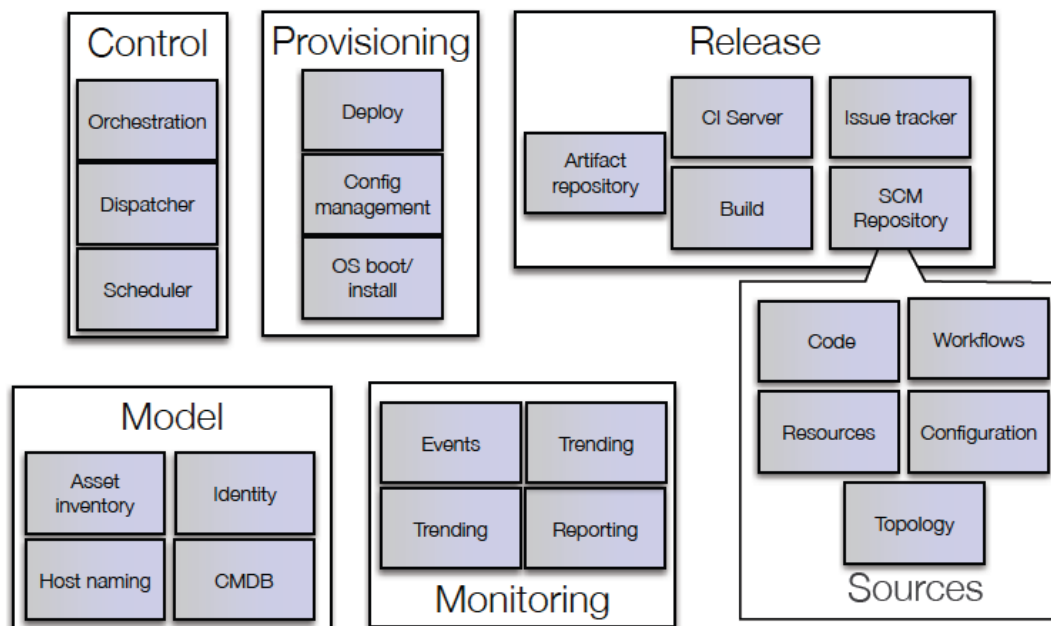 Control
Orchestration
Dispatcher
Scheduler
Provisioning
Deploy
Config
management
OS boot/
install
Release
Artifact
repository
CI Server
Issue tracker
Build
SCM
Repository
Code
Workflows
Resources
Configuration
Topology
Sources
Model
Asset
inventory
Identity
Host naming
CMDB
Events
Trending
Trending
Reporting
Monitoring